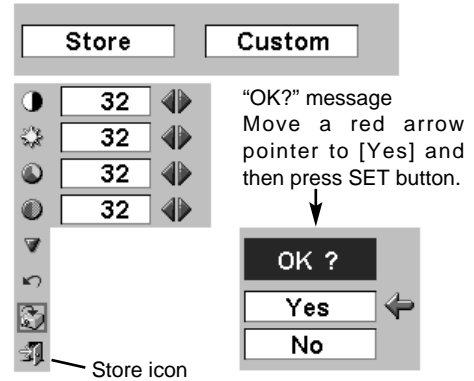 Store Custom
32
32
32
32
“OK?” message
Move a red arrow
pointer to [Yes] and
then press SET button.
OK ?
Yes
No
Store icon